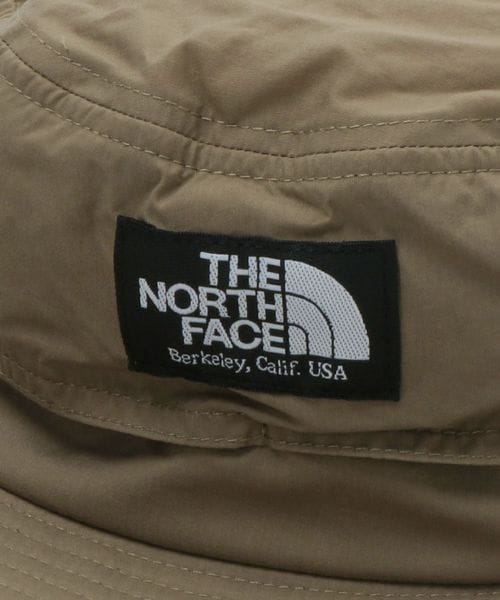 THE
NORTH
FACE
Berkeley, Calif. USA